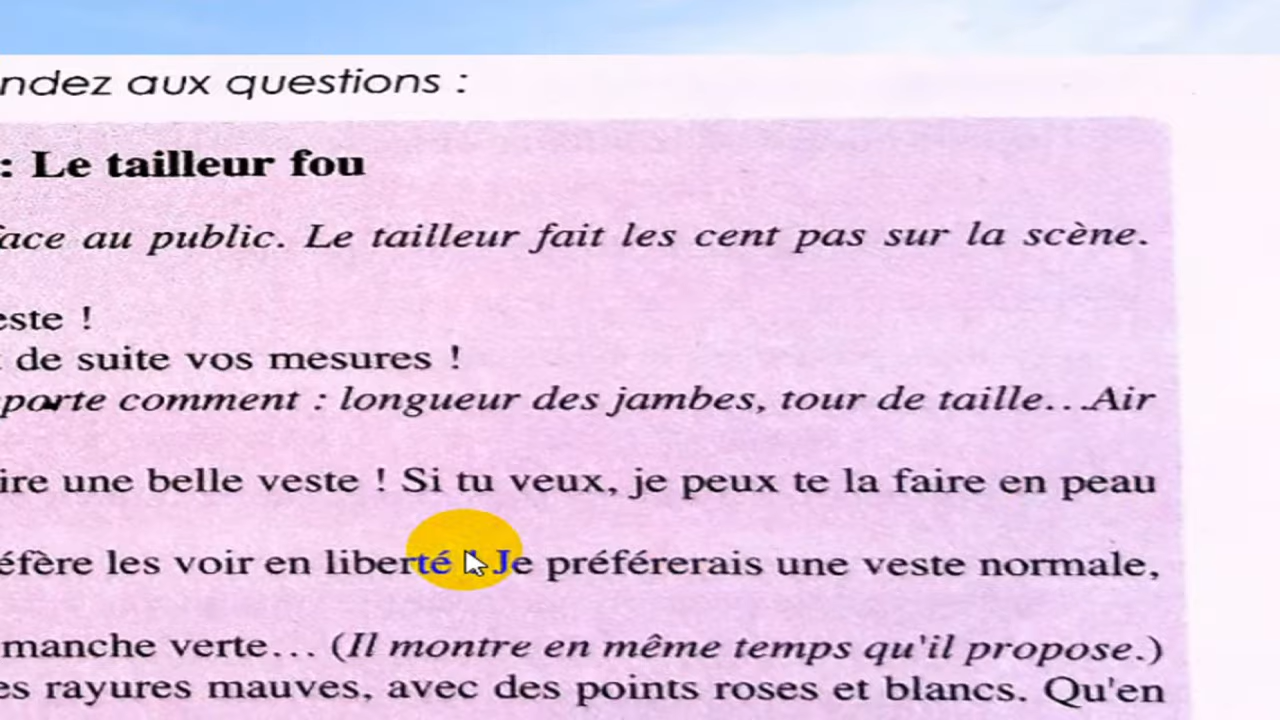 ndez aux questions :
: Le tailleur fou
face au public. Le tailleur fait les cent pas sur la scène.
este !
de suite vos mesures !
porte comment : longueur des jambes, tour de taille...Air
ire une belle veste ! Si tu veux, je peux te la faire en peau
éfère les voir en liberté ! Je préférerais une veste normale,
manche verte... (Il montre en même temps qu'il propose.)
es rayures mauves, avec des points roses et blancs. Qu'en